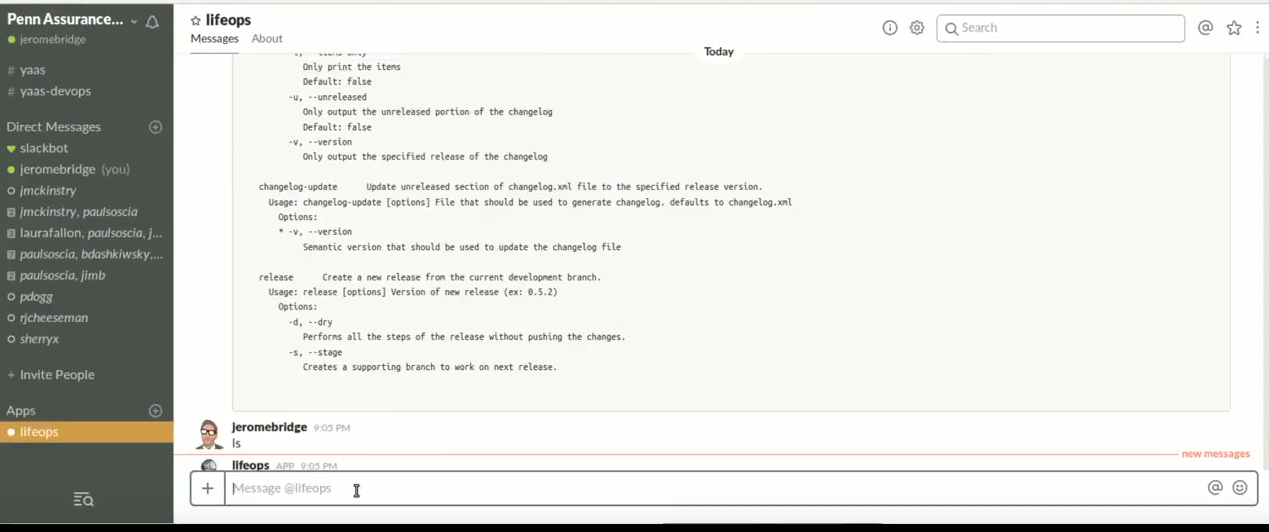 Penn Assurance...
jeromebridge
# yaas
# yaas-devops
Direct Messages
slackbot
jeromebridge (you)
jmckinstry
2 jmckinstry, paulsoscia
laurafallon, paulsoscia, j...
paulsoscia, bdashkiwsky,...
2 paulsoscia, jimb
pdogg
rjcheeseman
sherryx
+ Invite People
Apps
lifeops
lifeops
Messages About
Search
Today
Only print the items
Default: false
-u, --unreleased
Only output the unreleased portion of the changelog
Default: false
-v, --version
Only output the specified release of the changelog
changelog-update Update unreleased section of changelog.xml file to the specified release version.
Usage: changelog-update [options] File that should be used to generate changelog. defaults to changelog.xml
Options:
* -v, --version
Semantic version that should be used to update the changelog file
release Create a new release from the current development branch.
Usage: release [options] Version of new release (ex: 0.5.2)
Options:
-d, --dry
Performs all the steps of the release without pushing the changes.
-s, --stage
Creates a supporting branch to work on next release.
jeromebridge 9:05 PM
ls
new messages
lifeops APP 9:05 PM
Message @lifeops